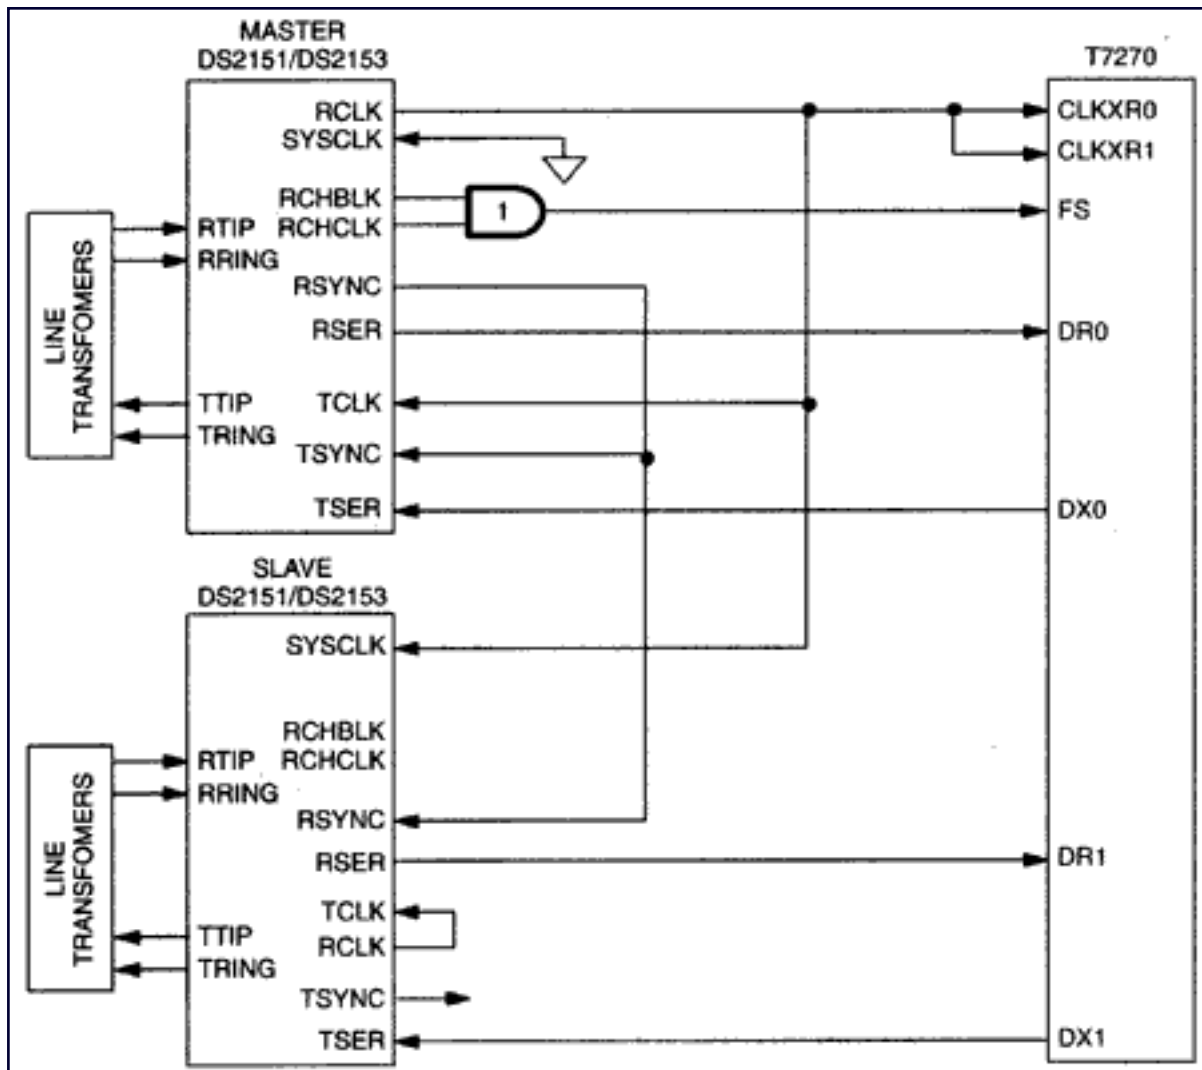 MASTER
DS2151/DS2153
T7270
RCLK
SYSCLK
RCHBLK
RCHCLK
RTIP
RRING
RSYNC
RSER
TTIP
TRING
TCLK
TSYNC
TSER
LINE
TRANSFOMERS
1
CLKXR0
CLKXR1
FS
DR0
DX0
SLAVE
DS2151/DS2153
SYSCLK
RCHBLK
RCHCLK
RTIP
RRING
RSYNC
RSER
TCLK
RCLK
TTIP
TRING
TSYNC
TSER
LINE
TRANSFOMERS
DR1
DX1